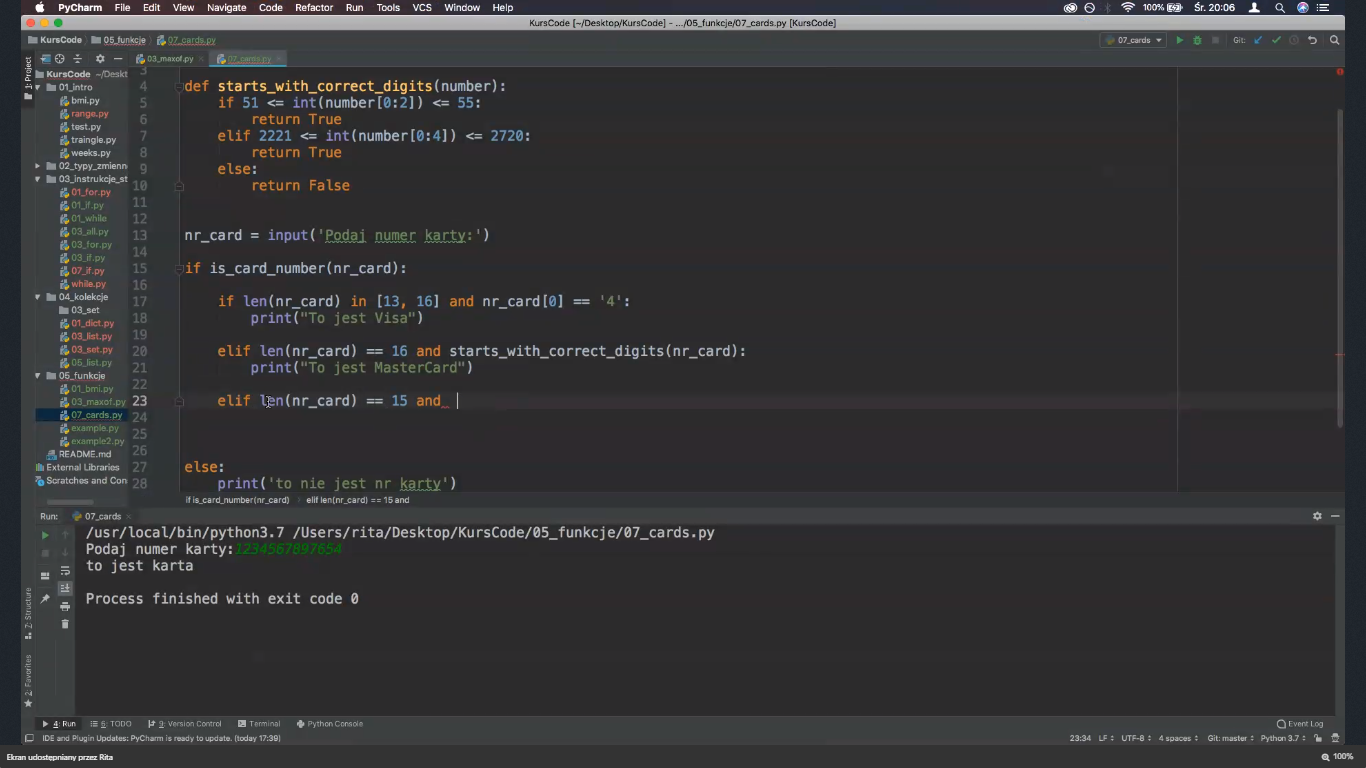 PyCharm File Edit View Navigate Code Refactor Run Tools VCS Window Help 100% Śr. 20:06
KursCode [~/Desktop/KursCode] - .../05_funkcje/07_cards.py [KursCode]
KursCode 05_funkcje 07_cards.py 07_cards Git:
1: Project
03_maxof.py 07_cards.py
KursCode ~/Deskt
01_intro
bmi.py
range.py
test.py
traingle.py
weeks.py
02_typy_zmienne
03_instrukcje_st
01_for.py
01_if.py
01_while
03_all.py
03_for.py
03_if.py
07_if.py
while.py
04_kolekcje
03_set
01_dict.py
03_list.py
03_set.py
05_list.py
05_funkcje
01_bmi.py
03_maxof.py
07_cards.py
example.py
example2.py
README.md
External Libraries
Scratches and Con
3
4 def starts_with_correct_digits(number):
5 if 51 <= int(number[0:2]) <= 55:
6 return True
7 elif 2221 <= int(number[0:4]) <= 2720:
8 return True
9 else:
10 return False
11
12
13 nr_card = input('Podaj numer karty:')
14
15 if is_card_number(nr_card):
16
17 if len(nr_card) in [13, 16] and nr_card[0] == '4':
18 print("To jest Visa")
19
20 elif len(nr_card) == 16 and starts_with_correct_digits(nr_card):
21 print("To jest MasterCard")
22
23 elif len(nr_card) == 15 and
24
25
26
27 else:
28 print('to nie jest nr karty')
if is_card_number(nr_card) elif len(nr_card) == 15 and
Run: 07_cards
/usr/local/bin/python3.7 /Users/rita/Desktop/KursCode/05_funkcje/07_cards.py
Podaj numer karty:1234567897654
to jest karta
Process finished with exit code 0
7: Structure
2: Favorites
4: Run 6: TODO 9: Version Control Terminal Python Console Event Log
IDE and Plugin Updates: PyCharm is ready to update. (today 17:39) 23:34 LF UTF-8 4 spaces Git: master Python 3.7
Ekran udostępniany przez Rita 100%